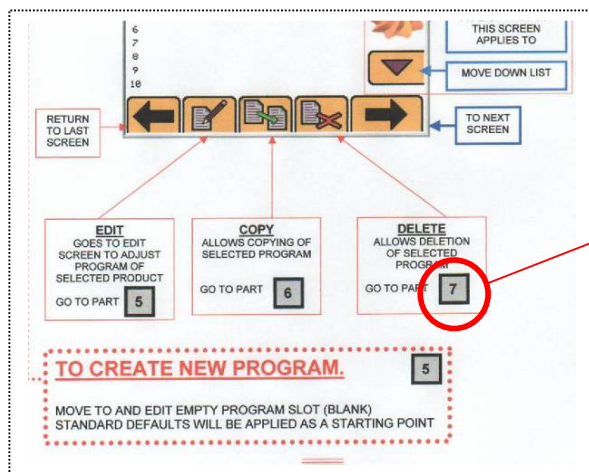 THIS SCREEN
APPLIES TO
6
7
8
9
10
MOVE DOWN LIST
RETURN
TO LAST
SCREEN
TO NEXT
SCREEN
EDIT
GOES TO EDIT
SCREEN TO ADJUST
PROGRAM OF
SELECTED PRODUCT
GO TO PART 5
COPY
ALLOWS COPYING OF
SELECTED PROGRAM
GO TO PART 6
DELETE
ALLOWS DELETION
OF SELECTED
PROGRAM
GO TO PART 7
TO CREATE NEW PROGRAM. 5
MOVE TO AND EDIT EMPTY PROGRAM SLOT (BLANK)
STANDARD DEFAULTS WILL BE APPLIED AS A STARTING POINT